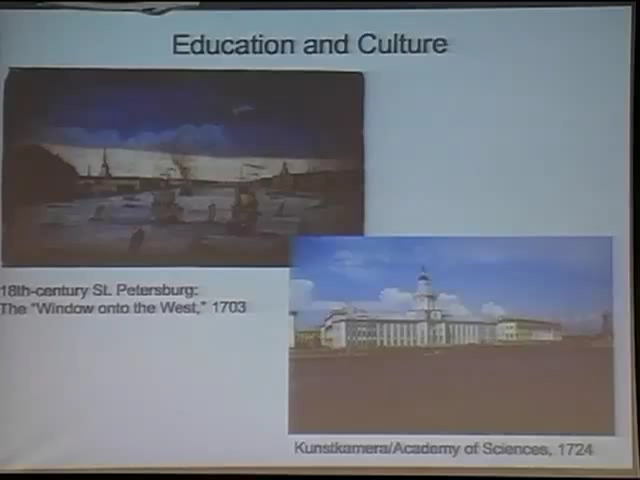 Education and Culture
18th-century St. Petersburg:
The "Window onto the West," 1703
Kunstkamera/Academy of Sciences, 1724